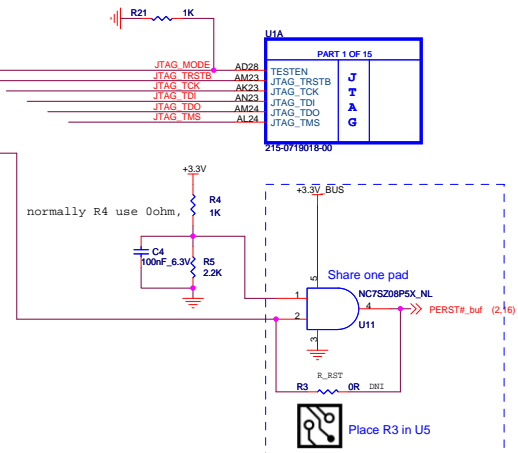 R21 1K
U1A
PART 1 OF 15
JTAG_MODE AD28 TESTEN
JTAG_TRSTB AM23 JTAG_TRSTB
JTAG_TCK AK23 JTAG_TCK
JTAG_TDI AN23 JTAG_TDI
JTAG_TDO AM24 JTAG_TDO
JTAG_TMS AL24 JTAG_TMS
J
T
A
G
215-0719018-00
+3.3V
+3.3V_BUS
normally R4 use 0ohm,
R4
1K
C4
100nF_6.3V
R5
2.2K
5
Share one pad
1
NC7SZ08P5X_NL
4
2
U11
PERST#_buf (2,16)
3
R_RST
R3 0R DNI
Place R3 in U5